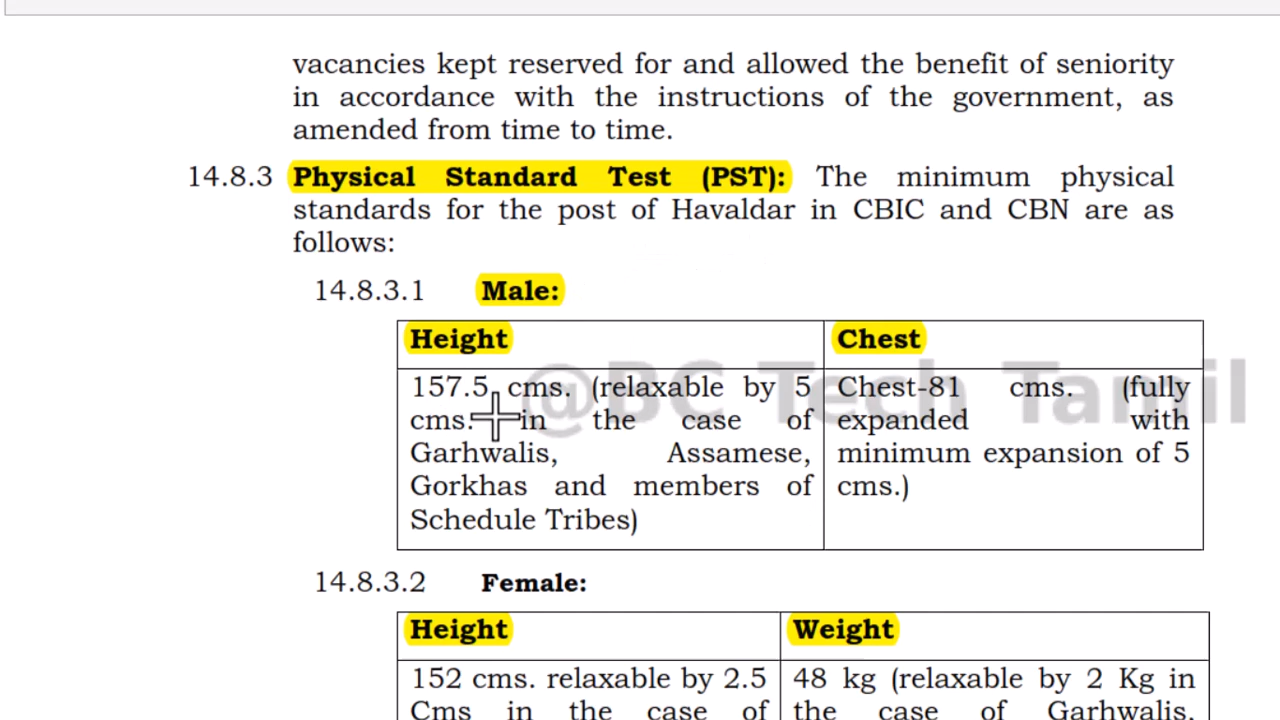 vacancies kept reserved for and allowed the benefit of seniority
in accordance with the instructions of the government, as
amended from time to time.
14.8.3 Physical Standard Test (PST): The minimum physical
standards for the post of Havaldar in CBIC and CBN are as
follows:
14.8.3.1 Male:
Height
157.5 cms. (relaxable by 5
cms. in the case of
Garhwalis, Assamese,
Gorkhas and members of
Schedule Tribes)
Chest
Chest-81 cms. (fully
expanded with
minimum expansion of 5
cms.)
@BC Tech Tamil
14.8.3.2 Female:
Height
152 cms. relaxable by 2.5
Cms in the case of
Weight
48 kg (relaxable by 2 Kg in
the case of Garhwalis,